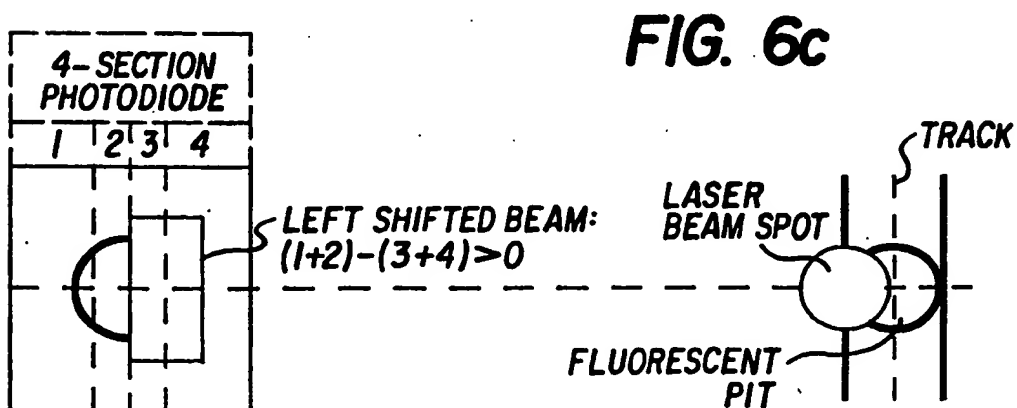 FIG. 6c
4-SECTION
PHOTODIODE
1 2 3 4
TRACK
LASER
BEAM SPOT
LEFT SHIFTED BEAM:
(1+2)-(3+4)>0
FLUORESCENT
PIT